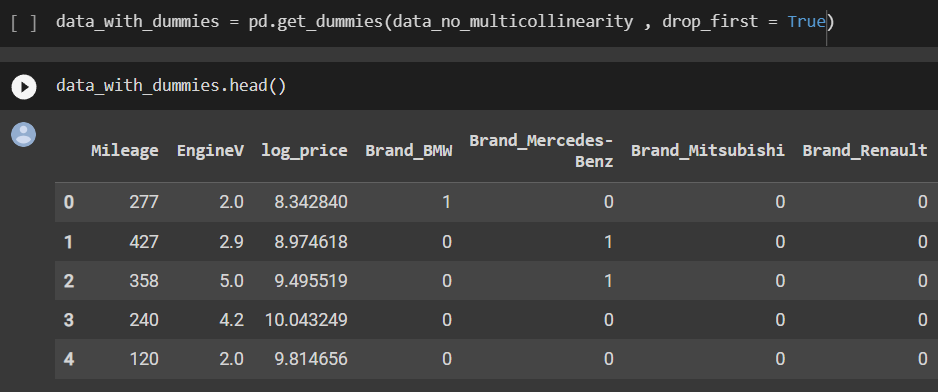 [ ] data_with_dummies = pd.get_dummies(data_no_multicollinearity , drop_first = True)
data_with_dummies.head()
Mileage EngineV log_price Brand_BMW Brand_Mercedes-Benz Brand_Mitsubishi Brand_Renault
0 277 2.0 8.342840 1 0 0 0
1 427 2.9 8.974618 0 1 0 0
2 358 5.0 9.495519 0 1 0 0
3 240 4.2 10.043249 0 0 0 0
4 120 2.0 9.814656 0 0 0 0